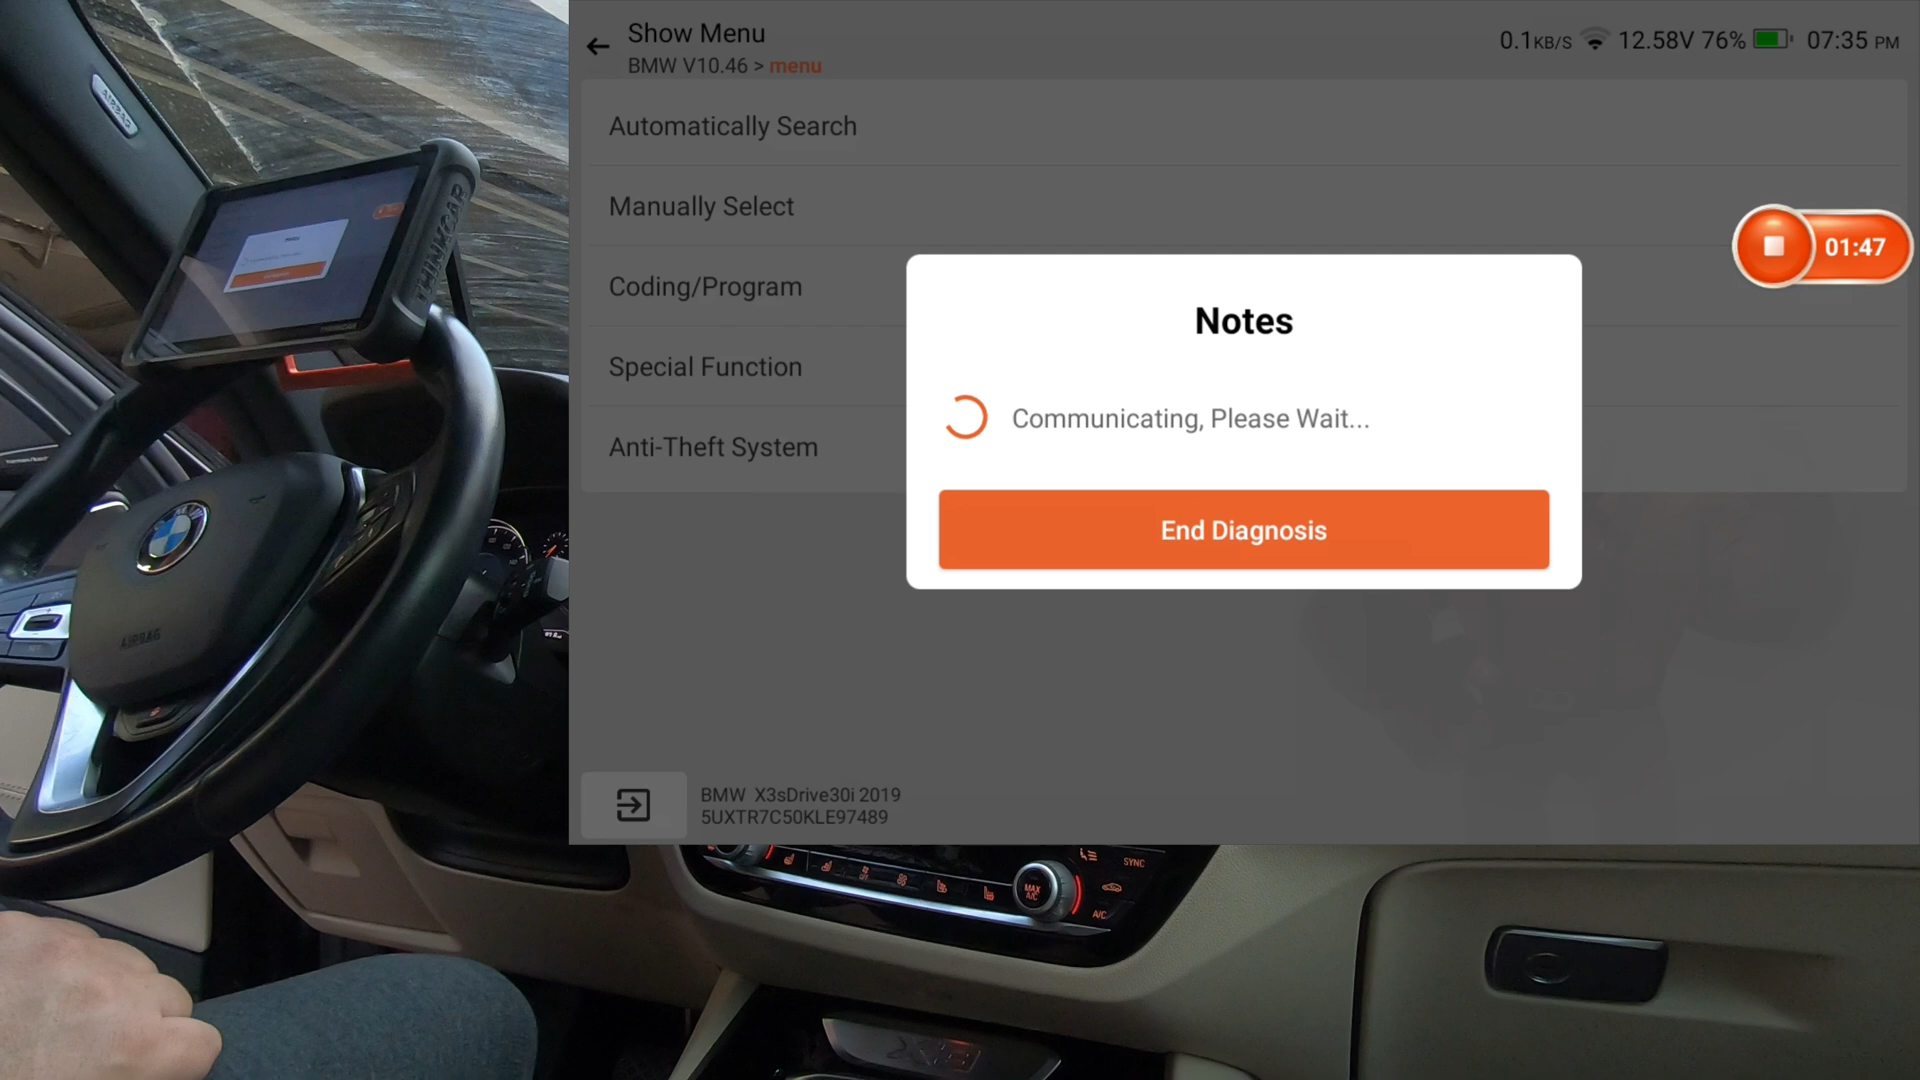 Show Menu
BMW V10.46 > menu
0.1KB/S 12.58V 76% 07:35 PM
Automatically Search
Manually Select
Coding/Program
Special Function
Anti-Theft System
01:47
Notes
Communicating, Please Wait...
End Diagnosis
BMW X3sDrive30i 2019
5UXTR7C50KLE97489
AIRBAG
THINKCAR
AIRBAG
MAX
A/C
SYNC
A/C